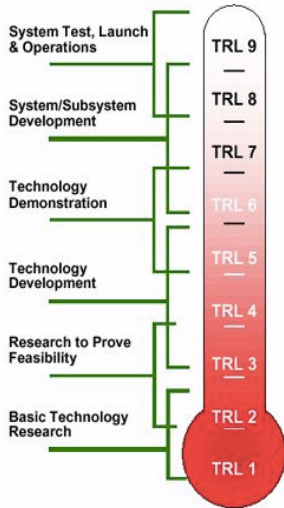 System Test, Launch
& Operations
System/Subsystem
Development
Technology
Demonstration
Technology
Development
Research to Prove
Feasibility
Basic Technology
Research
TRL 9
TRL 8
TRL 7
TRL 6
TRL 5
TRL 4
TRL 3
TRL 2
TRL 1